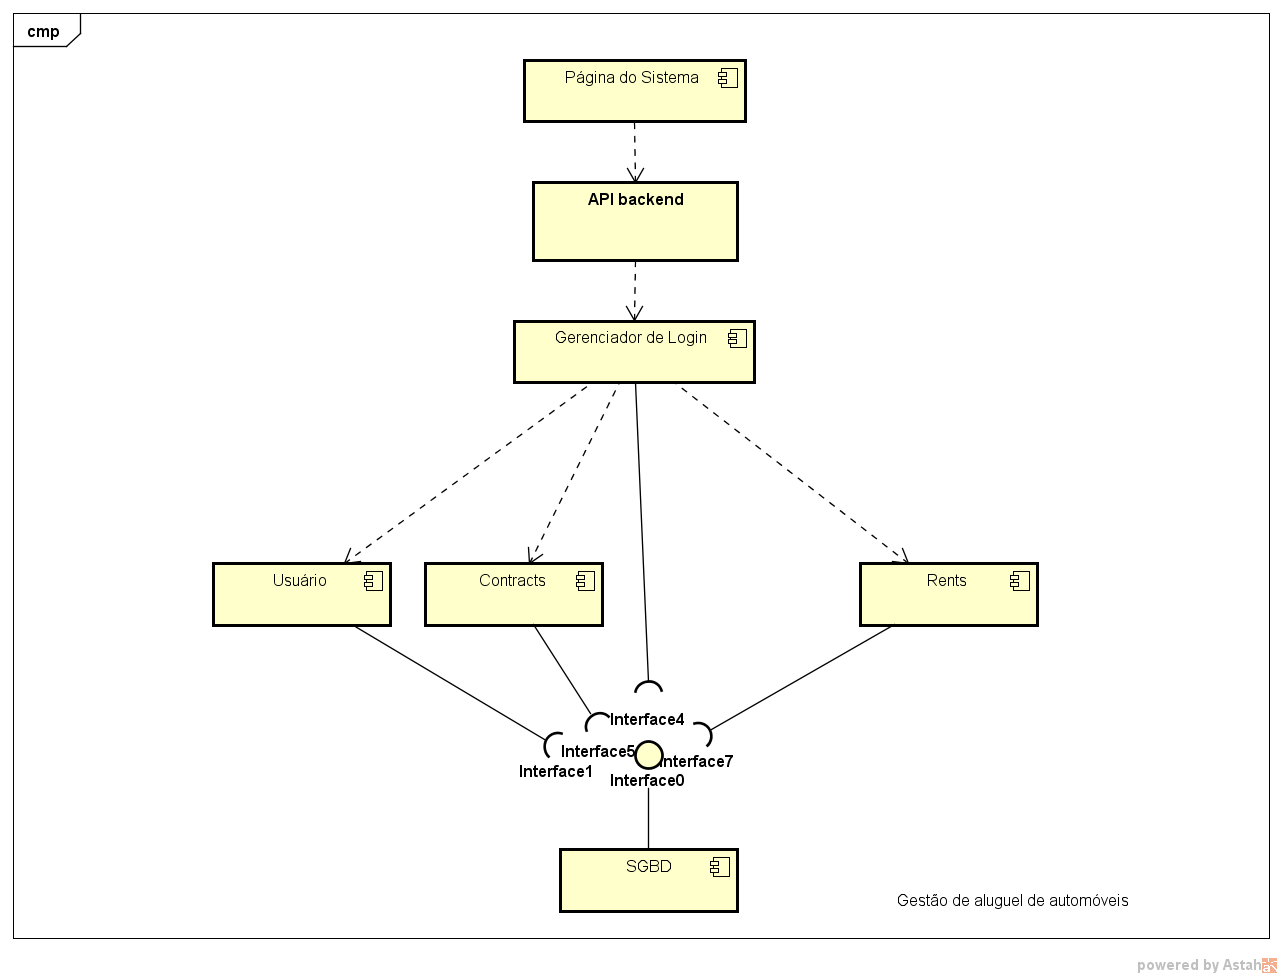 cmp
Página do Sistema
API backend
Gerenciador de Login
Usuário
Contracts
Rents
Interface4
Interface5
Interface7
Interface1
Interface0
SGBD
Gestão de aluguel de automóveis
powered by Astah